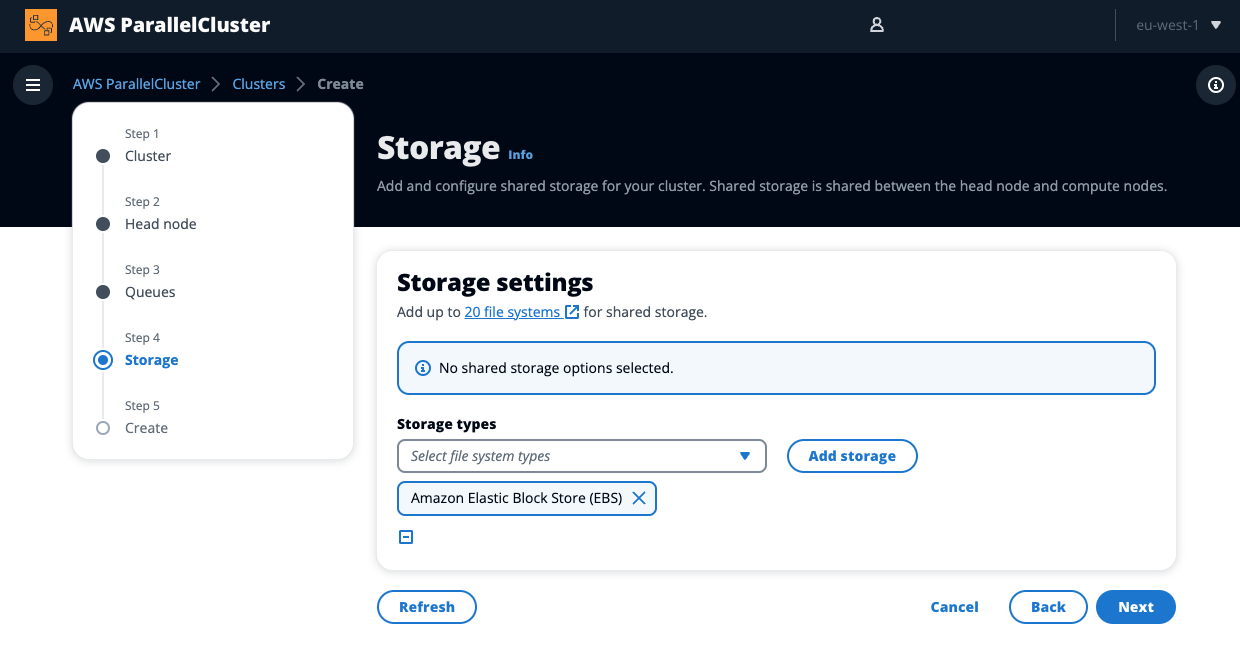 AWS ParallelCluster
eu-west-1
AWS ParallelCluster
Clusters
Create
Step 1
Cluster
Step 2
Head node
Step 3
Queues
Step 4
Storage
Step 5
Create
Storage Info
Add and configure shared storage for your cluster. Shared storage is shared between the head node and compute nodes.
Storage settings
Add up to 20 file systems for shared storage.
No shared storage options selected.
Storage types
Select file system types
Add storage
Amazon Elastic Block Store (EBS)
Refresh
Cancel
Back
Next